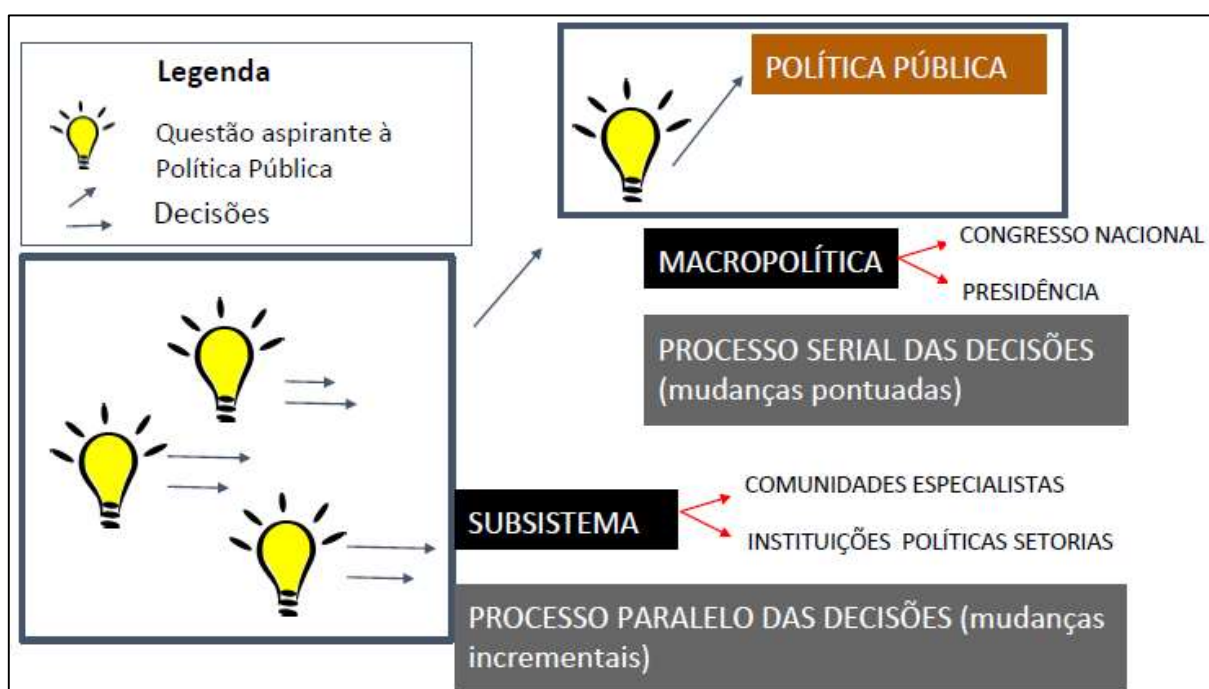 Legenda
Questão aspirante à
Política Pública
Decisões
POLÍTICA PÚBLICA
MACROPOLÍTICA
CONGRESSO NACIONAL
PRESIDÊNCIA
PROCESSO SERIAL DAS DECISÕES
(mudanças pontuadas)
SUBSISTEMA
COMUNIDADES ESPECIALISTAS
INSTITUIÇÕES POLÍTICAS SETORIAS
PROCESSO PARALELO DAS DECISÕES (mudanças
incrementais)